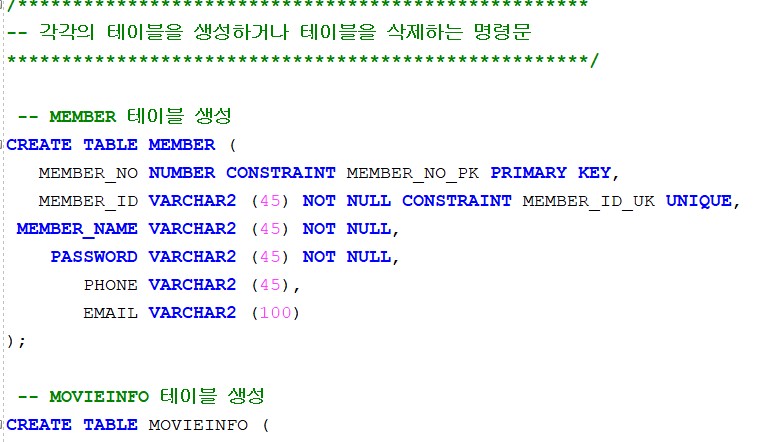 /****************************************************
-- 각각의 테이블을 생성하거나 테이블을 삭제하는 명령문
*****************************************************/
-- MEMBER 테이블 생성
CREATE TABLE MEMBER (
MEMBER_NO NUMBER CONSTRAINT MEMBER_NO_PK PRIMARY KEY,
MEMBER_ID VARCHAR2 (45) NOT NULL CONSTRAINT MEMBER_ID_UK UNIQUE,
MEMBER_NAME VARCHAR2 (45) NOT NULL,
PASSWORD VARCHAR2 (45) NOT NULL,
PHONE VARCHAR2 (45),
EMAIL VARCHAR2 (100)
);
-- MOVIEINFO 테이블 생성
CREATE TABLE MOVIEINFO (